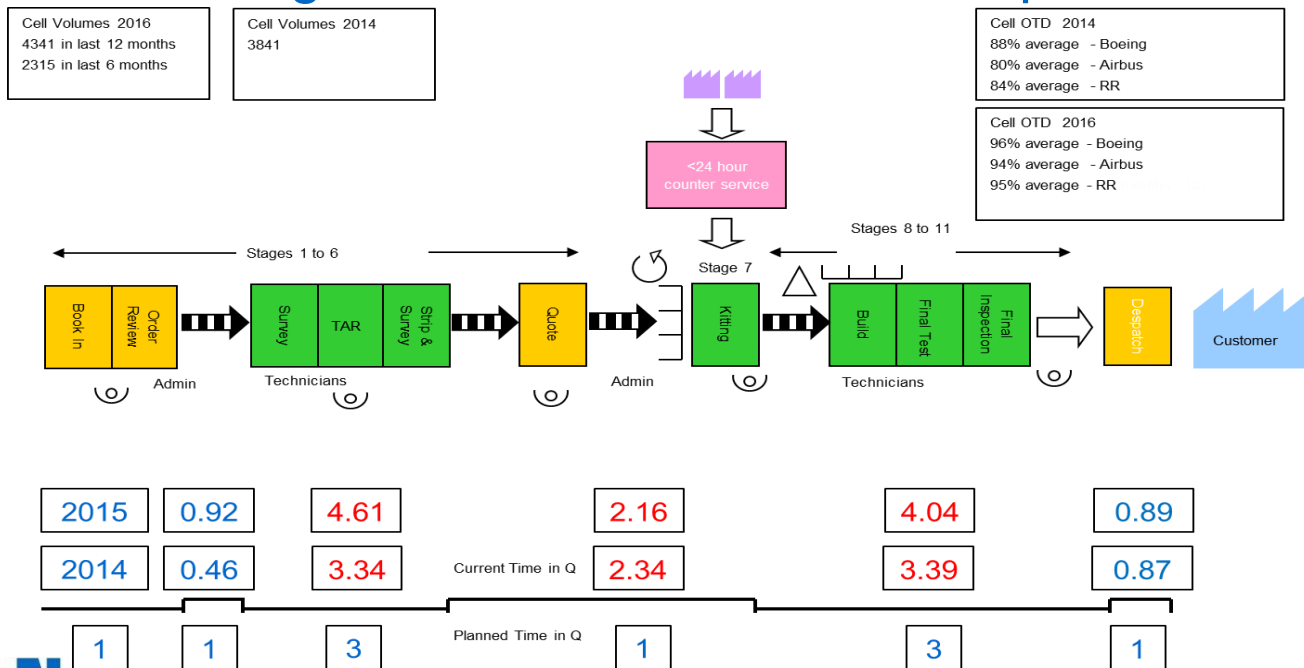 Cell Volumes 2016
4341 in last 12 months
2315 in last 6 months
Cell Volumes 2014
3841
Cell OTD 2014
88% average - Boeing
80% average - Airbus
84% average - RR
Cell OTD 2016
96% average - Boeing
94% average - Airbus
95% average - RR
<24 hour
counter service
Stages 1 to 6
Stage 7
Stages 8 to 11
Book In
Order
Review
Survey
TAR
Strip &
Survey
Quote
Kitting
Build
Final Test
Final
Inspection
Despatch
Customer
Admin
Technicians
Admin
Technicians
2015 0.92 4.61 2.16 4.04 0.89
2014 0.46 3.34 Current Time in Q 2.34 3.39 0.87
1 1 3 Planned Time in Q 1 3 1